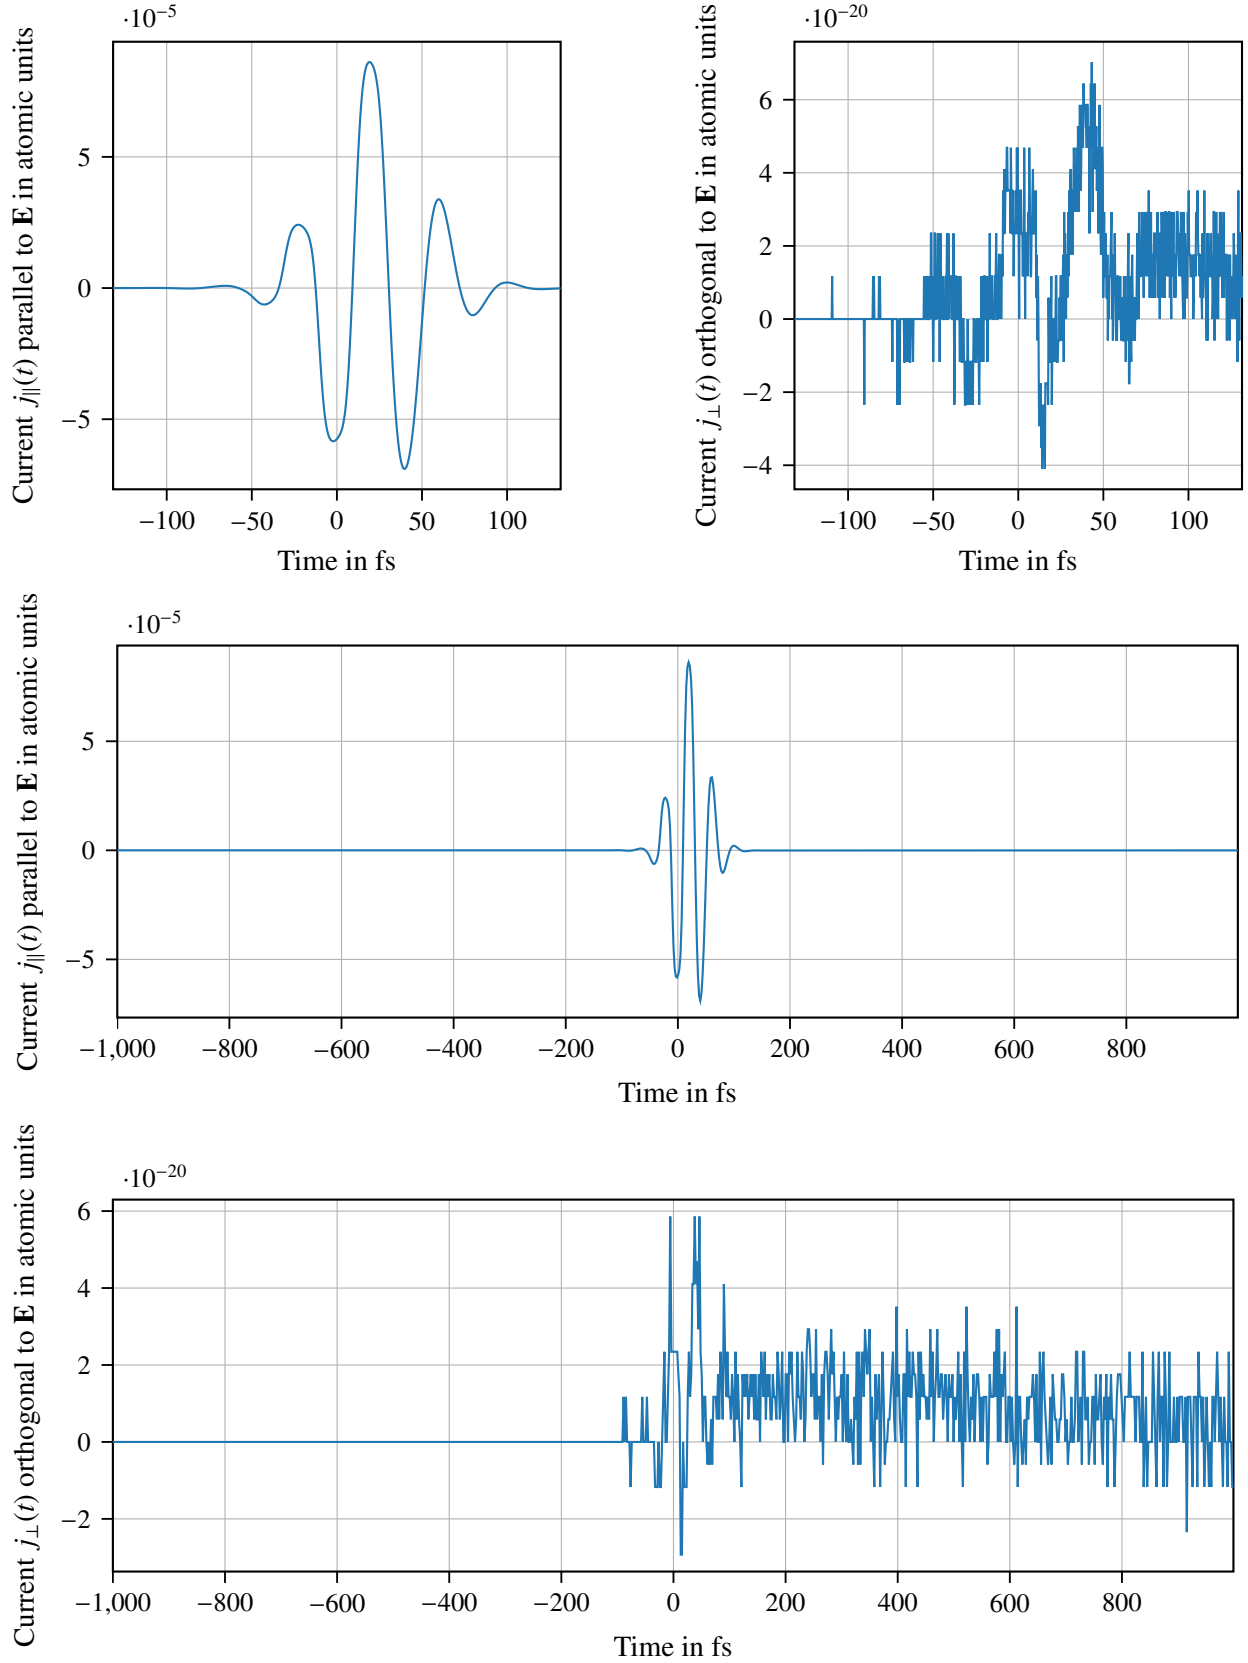 ·10−5
Current j∥(t) parallel to E in atomic units
5
0
−5
−100 −50 0 50 100
Time in fs
·10−20
Current j⊥(t) orthogonal to E in atomic units
6
4
2
0
−2
−4
−100 −50 0 50 100
Time in fs
·10−5
Current j∥(t) parallel to E in atomic units
5
0
−5
−1,000 −800 −600 −400 −200 0 200 400 600 800
Time in fs
·10−20
Current j⊥(t) orthogonal to E in atomic units
6
4
2
0
−2
−1,000 −800 −600 −400 −200 0 200 400 600 800
Time in fs